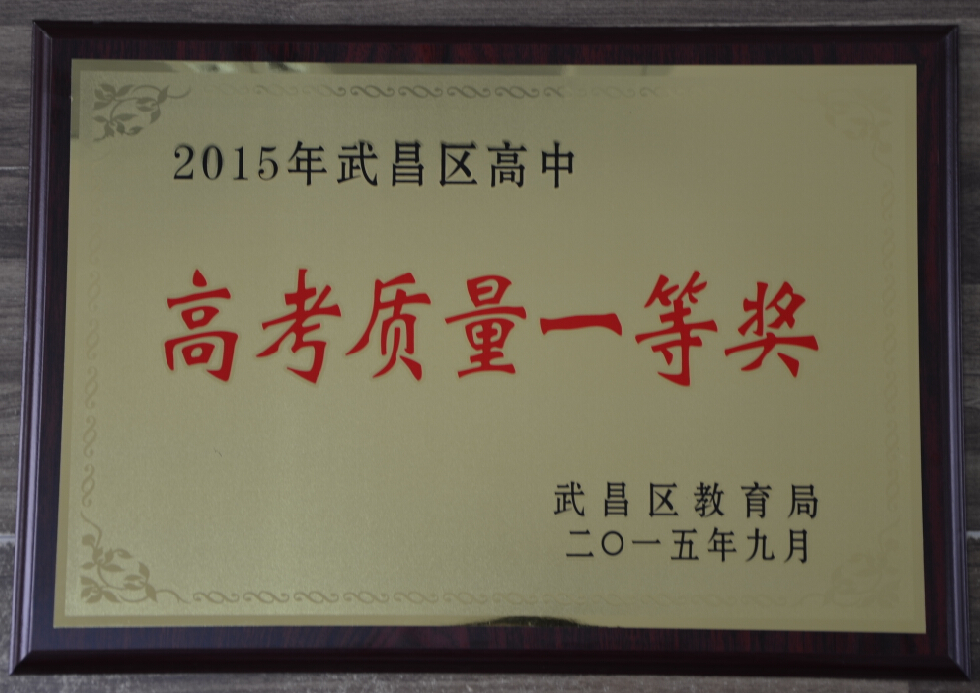 2015年武昌区高中
高考质量一等奖
武昌区教育局
二〇一五年九月